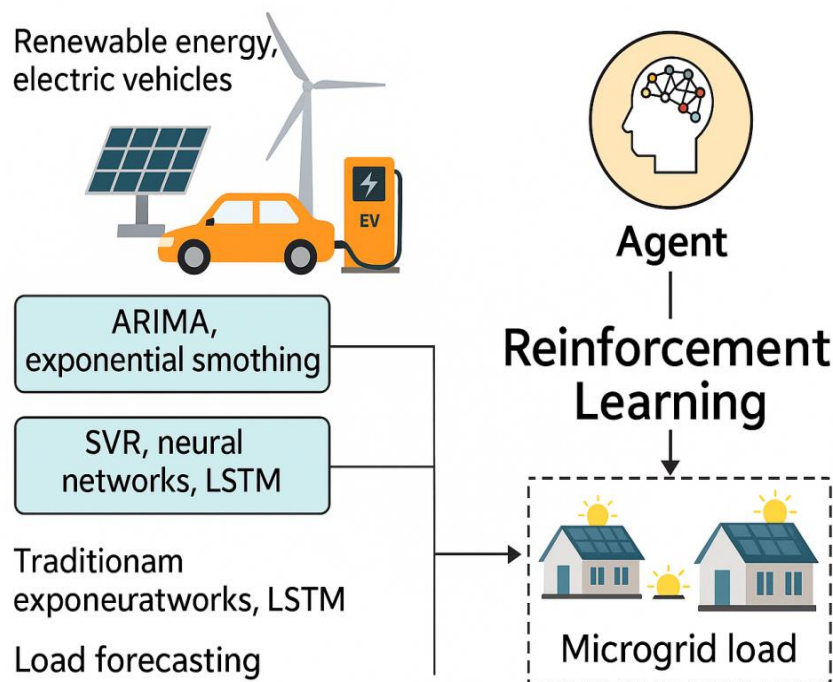 Renewable energy,
electric vehicles
EV
ARIMA,
exponential smothing
SVR, neural
networks, LSTM
Traditionam
exponeuratworks, LSTM
Load forecasting
Agent
Reinforcement
Learning
Microgrid load